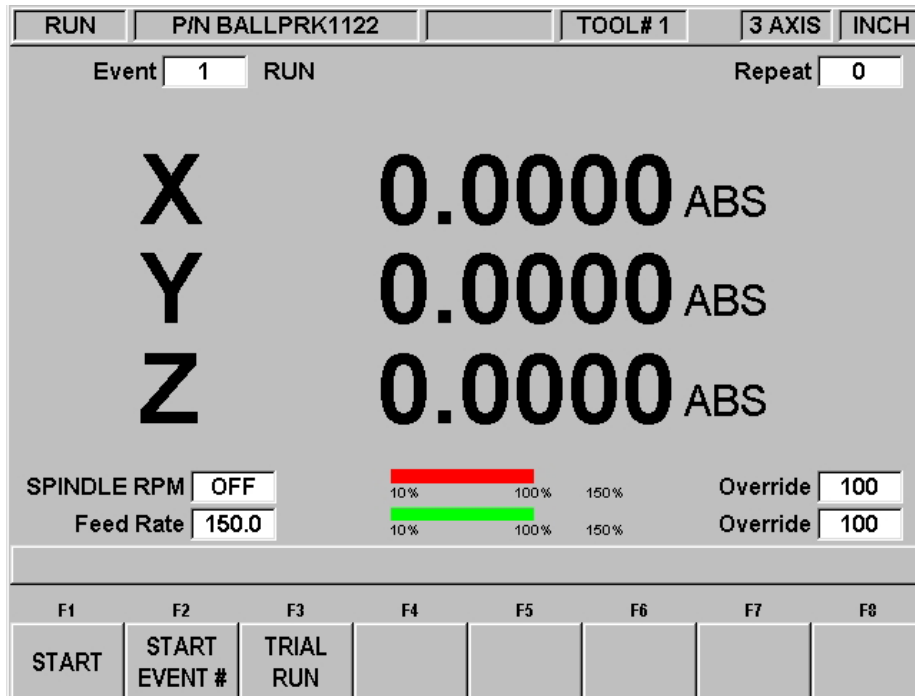 RUN P/N BALLPRK1122 TOOL# 1 3 AXIS INCH
Event 1 RUN Repeat 0
X 0.0000 ABS
Y 0.0000 ABS
Z 0.0000 ABS
SPINDLE RPM OFF 10% 100% 150% Override 100
Feed Rate 150.0 10% 100% 150% Override 100
F1 F2 F3 F4 F5 F6 F7 F8
START START EVENT # TRIAL RUN